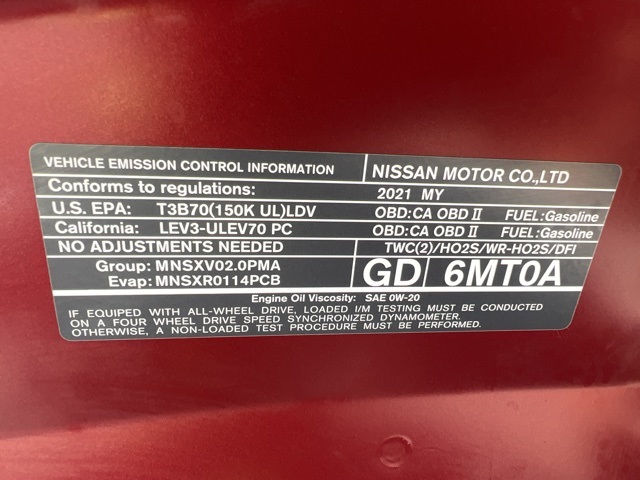 VEHICLE EMISSION CONTROL INFORMATION NISSAN MOTOR CO.,LTD
Conforms to regulations: 2021 MY
U.S. EPA: T3B70(150K UL)LDV OBD:CA OBD II FUEL:Gasoline
California: LEV3-ULEV70 PC OBD:CA OBD II FUEL:Gasoline
NO ADJUSTMENTS NEEDED TWC(2)/HO2S/WR-HO2S/DFI
Group: MNSXV02.0PMA
Evap: MNSXR0114PCB
GD 6MT0A
Engine Oil Viscosity: SAE 0W-20
IF EQUIPPED WITH ALL-WHEEL DRIVE, LOADED I/M TESTING MUST BE CONDUCTED
ON A FOUR WHEEL DRIVE SPEED SYNCHRONIZED DYNAMOMETER.
OTHERWISE, A NON-LOADED TEST PROCEDURE MUST BE PERFORMED.